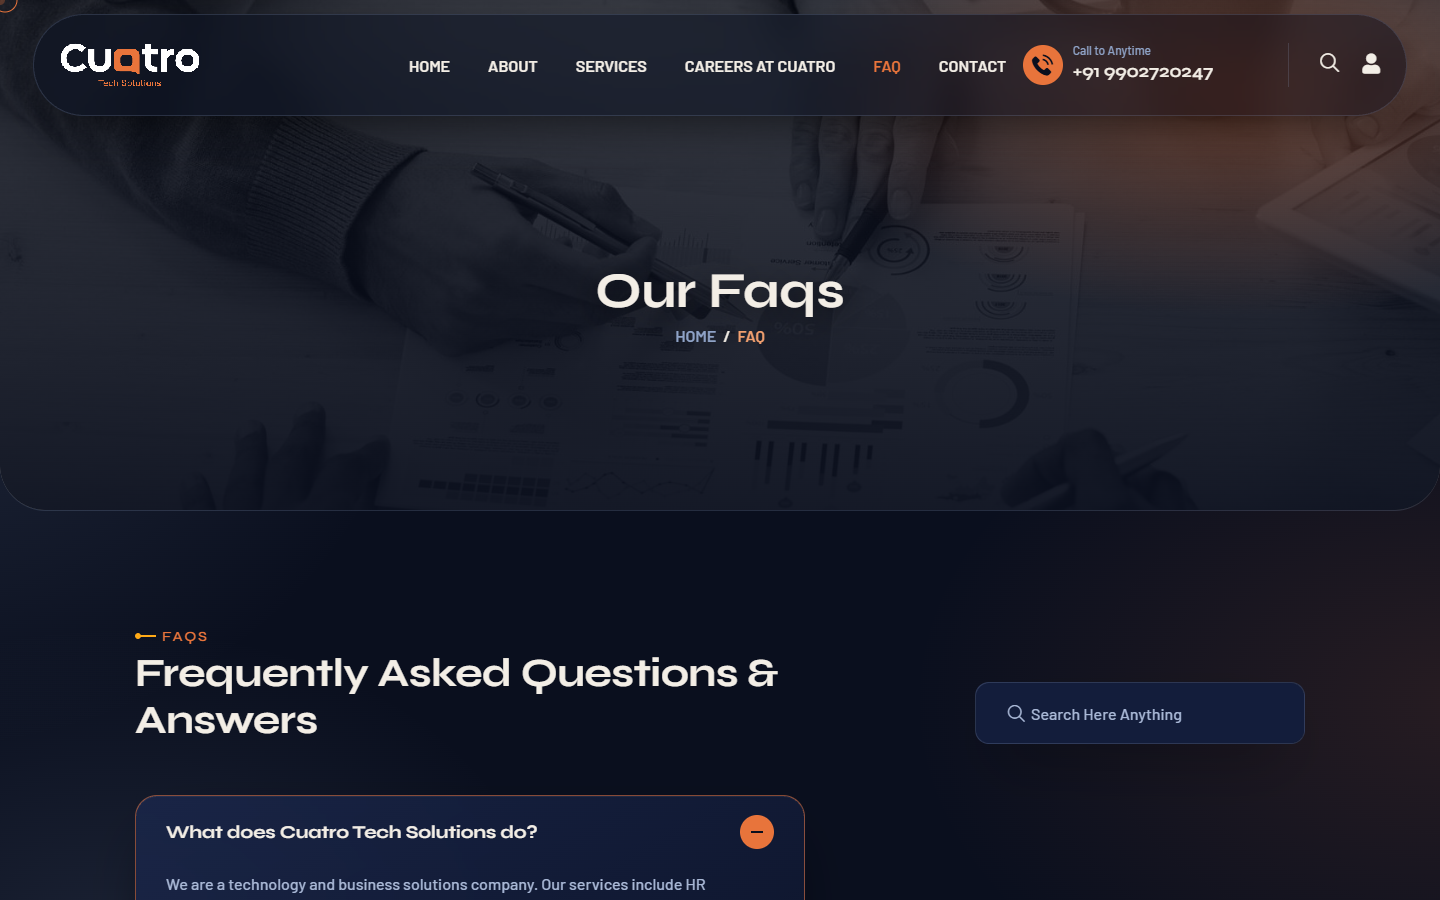 Cuatro
Tech Solutions
HOME
ABOUT
SERVICES
CAREERS AT CUATRO
FAQ
CONTACT
Call to Anytime
+91 9902720247
Our Faqs
HOME / FAQ
FAQS
Frequently Asked Questions &
Answers
Search Here Anything
What does Cuatro Tech Solutions do?
We are a technology and business solutions company. Our services include HR